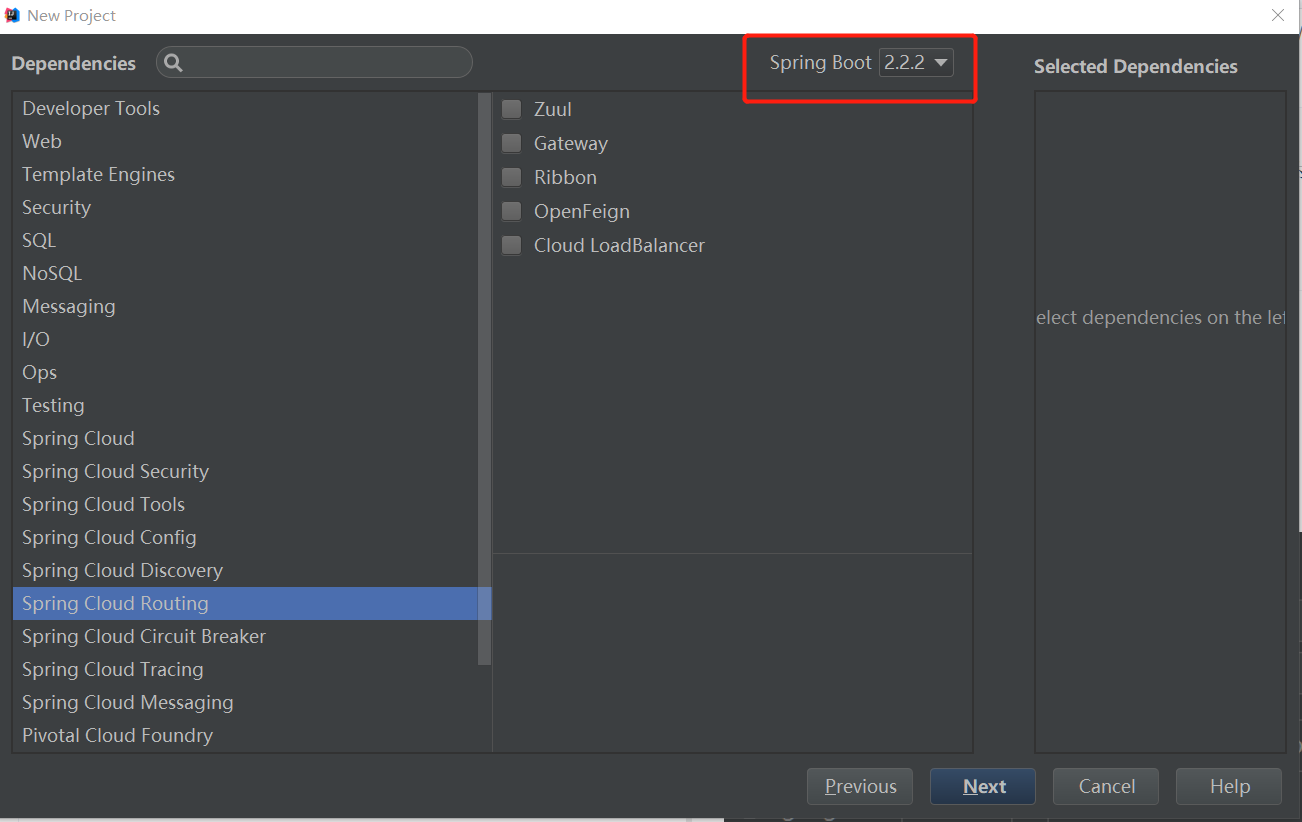 New Project
Dependencies
Spring Boot 2.2.2
Selected Dependencies
Developer Tools
Web
Template Engines
Security
SQL
NoSQL
Messaging
I/O
Ops
Testing
Spring Cloud
Spring Cloud Security
Spring Cloud Tools
Spring Cloud Config
Spring Cloud Discovery
Spring Cloud Routing
Spring Cloud Circuit Breaker
Spring Cloud Tracing
Spring Cloud Messaging
Pivotal Cloud Foundry
Zuul
Gateway
Ribbon
OpenFeign
Cloud LoadBalancer
elect dependencies on the lef
Previous
Next
Cancel
Help